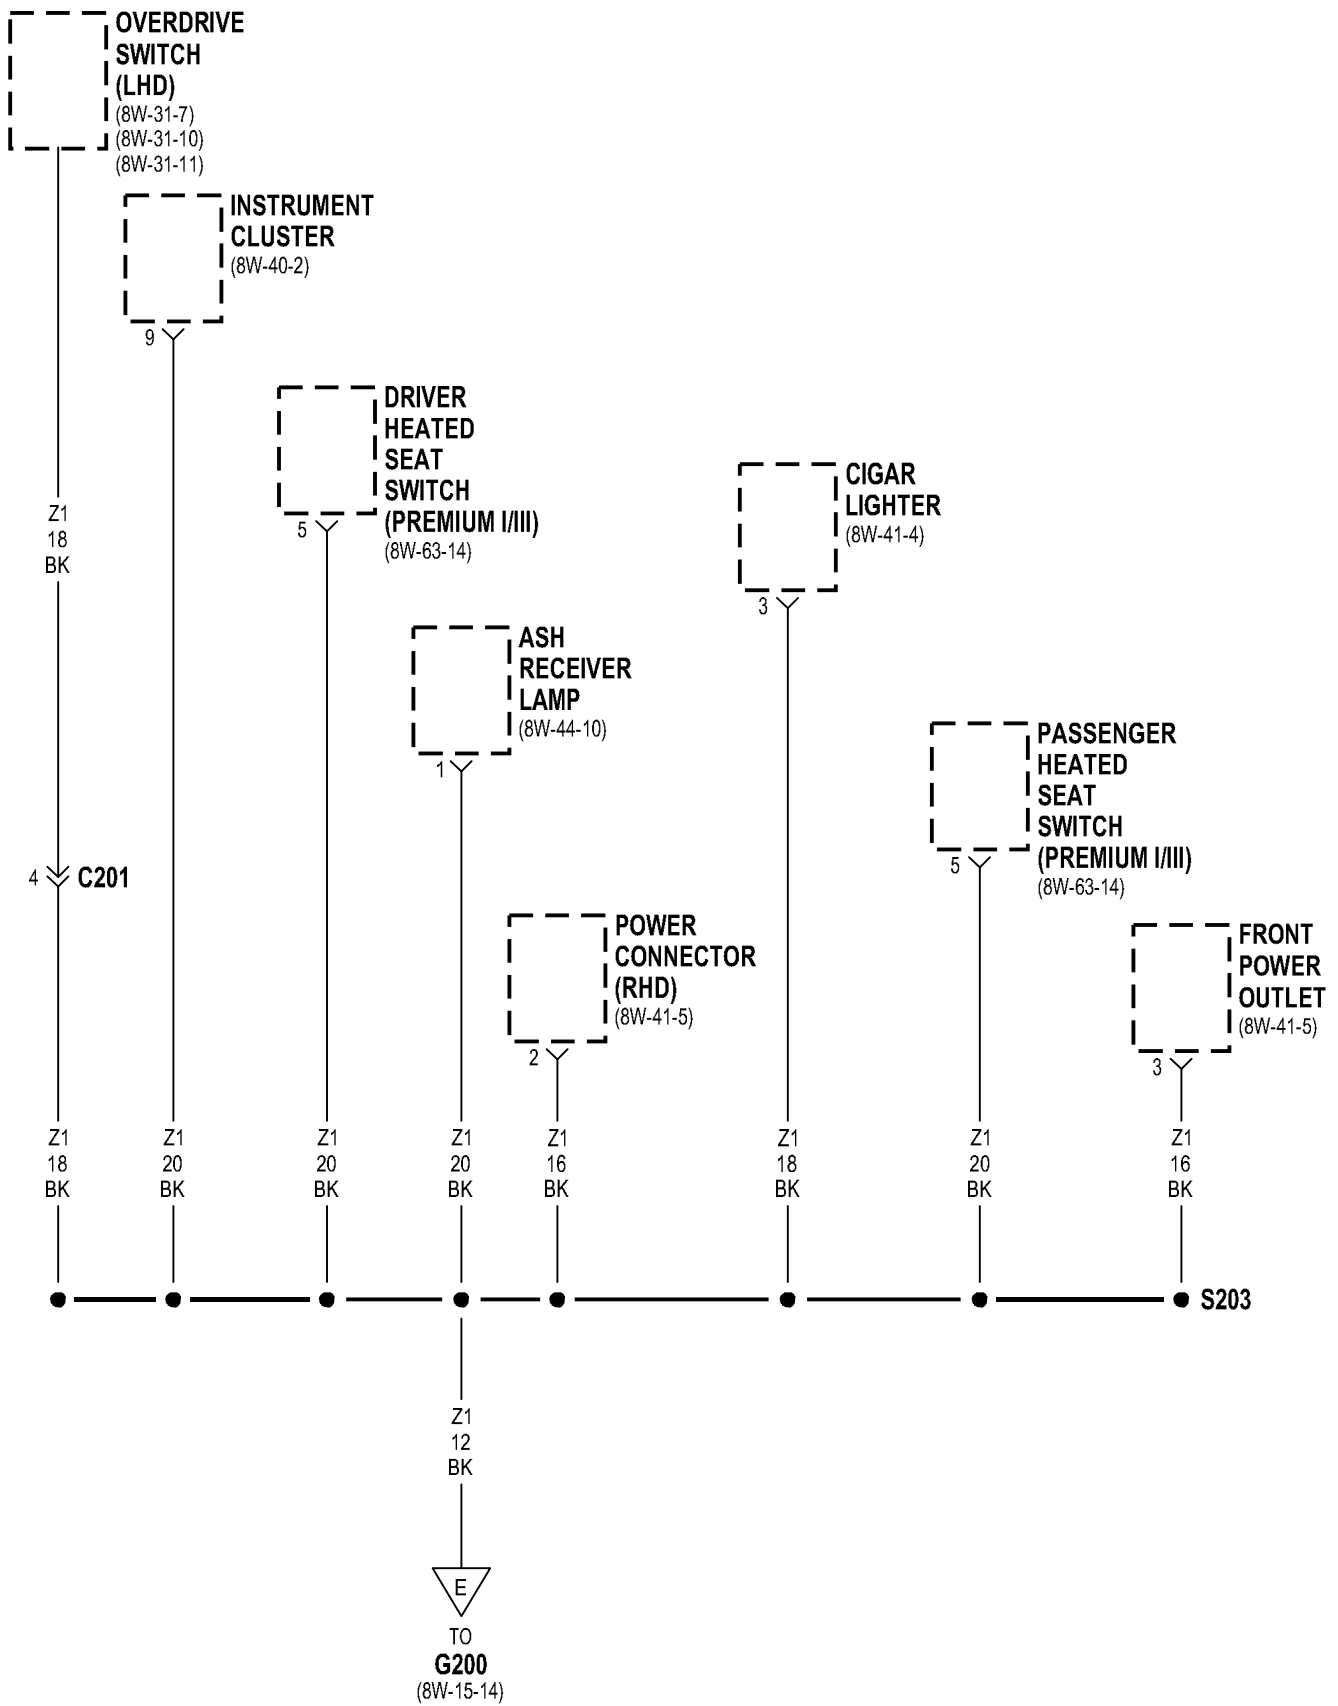 OVERDRIVE
SWITCH
(LHD)
(8W-31-7)
(8W-31-10)
(8W-31-11)
INSTRUMENT
CLUSTER
(8W-40-2)
9
DRIVER
HEATED
SEAT
SWITCH
(PREMIUM I/III)
(8W-63-14)
5
CIGAR
LIGHTER
(8W-41-4)
3
Z1
18
BK
ASH
RECEIVER
LAMP
(8W-44-10)
1
PASSENGER
HEATED
SEAT
SWITCH
(PREMIUM I/III)
(8W-63-14)
5
4 C201
POWER
CONNECTOR
(RHD)
(8W-41-5)
2
FRONT
POWER
OUTLET
(8W-41-5)
3
Z1 Z1 Z1 Z1 Z1 Z1 Z1 Z1
18 20 20 20 16 18 20 16
BK BK BK BK BK BK BK BK
S203
Z1
12
BK
E
TO
G200
(8W-15-14)